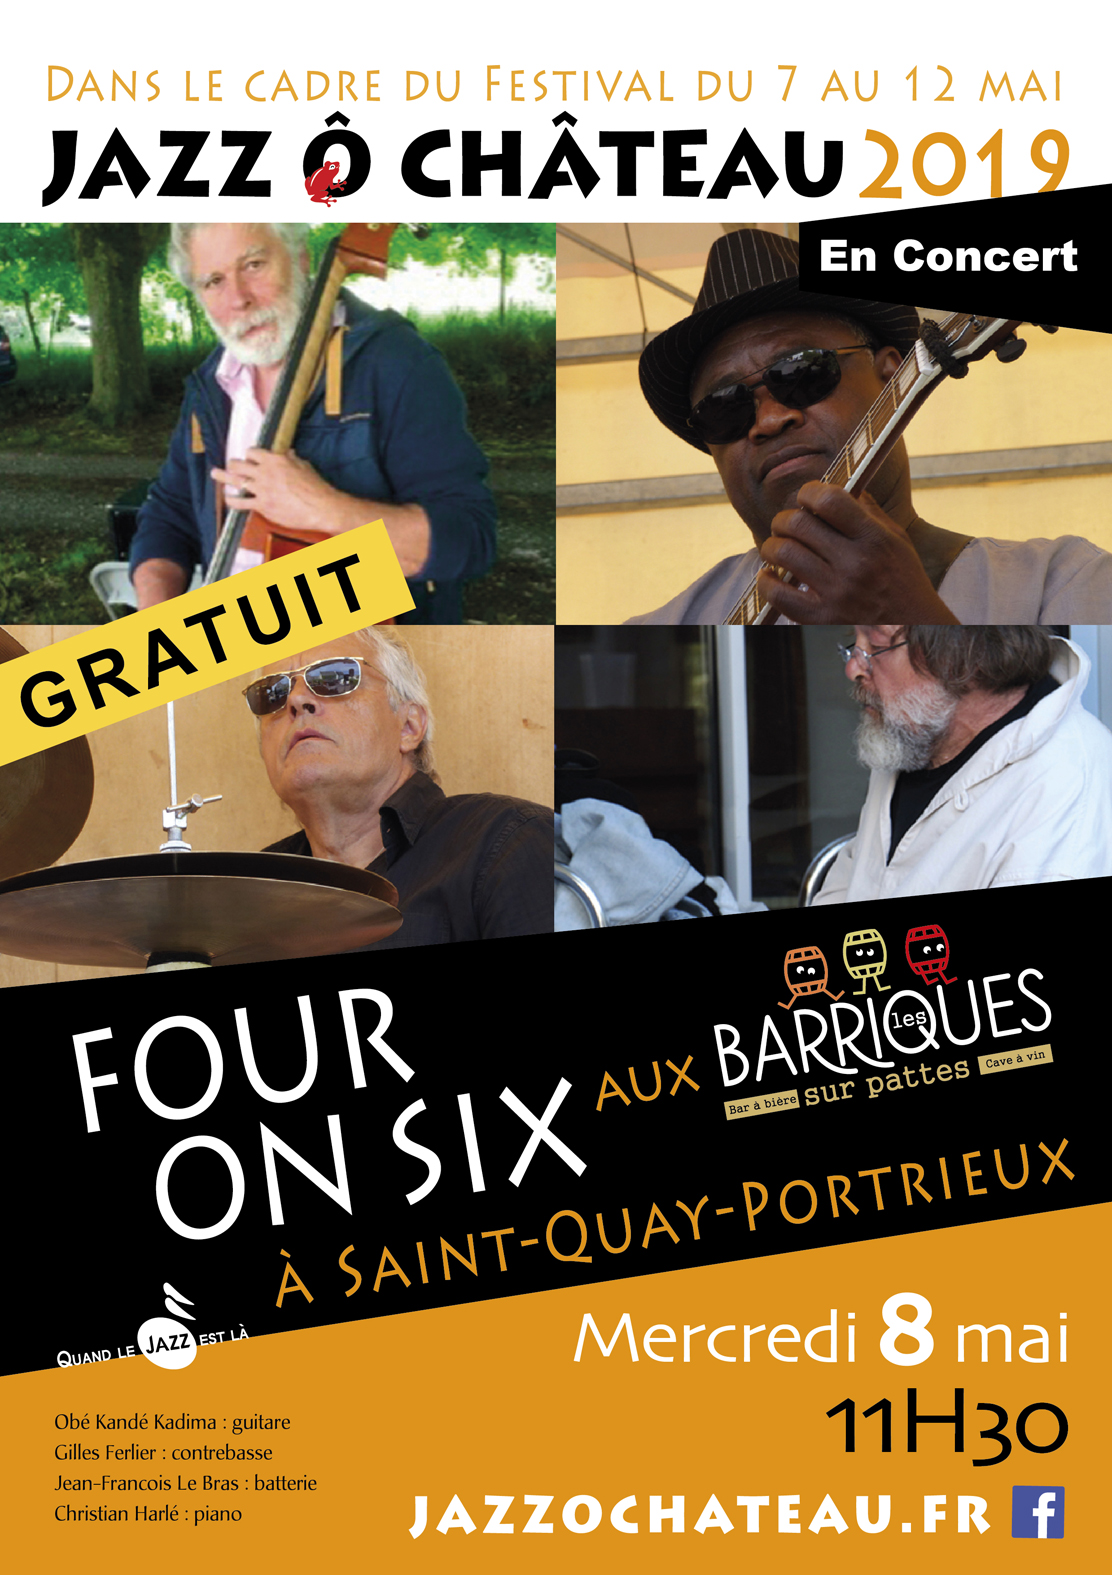 Dans le cadre du Festival du 7 au 12 mai
JAZZ Ô CHÂTEAU 2019
En Concert
GRATUIT
FOUR
ON SIX
AUX
BARRIQUES
les
sur pattes
Bar à bière
Cave à vin
À SAINT-QUAY-PORTRIEUX
QUAND LE JAZZ EST LÀ
Mercredi 8 mai
11H30
Obé Kandé Kadima : guitare
Gilles Ferlier : contrebasse
Jean-Francois Le Bras : batterie
Christian Harlé : piano
JAZZOCHATEAU.FR
f